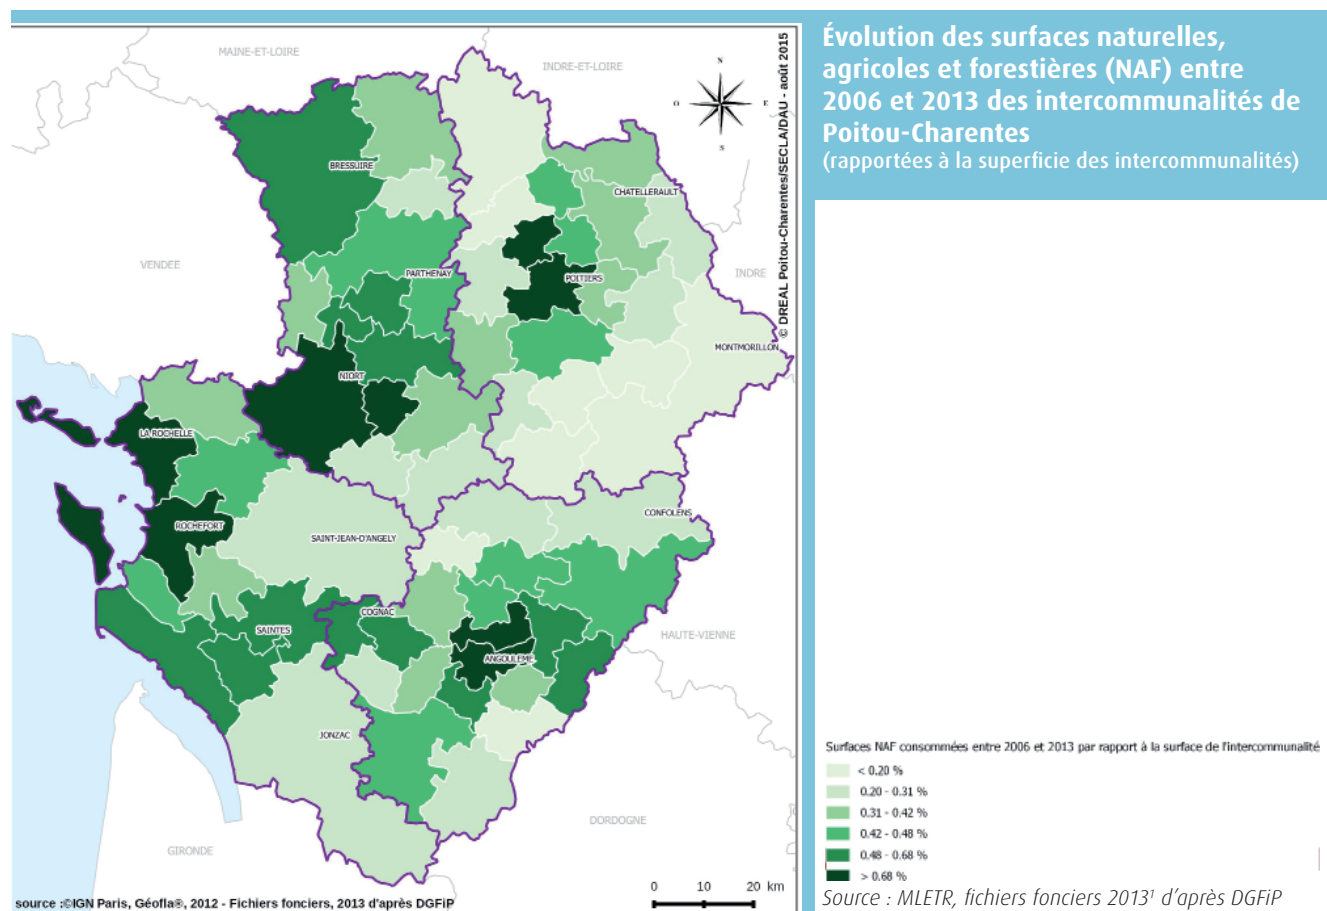 Évolution des surfaces naturelles,
agricoles et forestières (NAF) entre
2006 et 2013 des intercommunalités de
Poitou-Charentes
(rapportées à la superficie des intercommunalités)
MAINE-ET-LOIRE
INDRE-ET-LOIRE
N
O
E
S
© DREAL Poitou-Charentes/SECLA/DAU - août 2015
BRESSUIRE
CHATELLERAULT
VENDEE
PARTHENAY
POITIERS
INDRE
MONTMORILLON
NIORT
LA ROCHELLE
CONFOLENS
ROCHEFORT
SAINT-JEAN-D'ANGELY
COGNAC
SAINTES
HAUTE-VIENNE
ANGOULEME
JONZAC
DORDOGNE
GIRONDE
0 10 20 km
source :©IGN Paris, Géofla®, 2012 - Fichiers fonciers, 2013 d'après DGFiP
Surfaces NAF consommées entre 2006 et 2013 par rapport à la surface de l'intercommunalité
< 0.20 %
0.20 - 0.31 %
0.31 - 0.42 %
0.42 - 0.48 %
0.48 - 0.68 %
> 0.68 %
Source : MLETR, fichiers fonciers 2013¹ d'après DGFiP